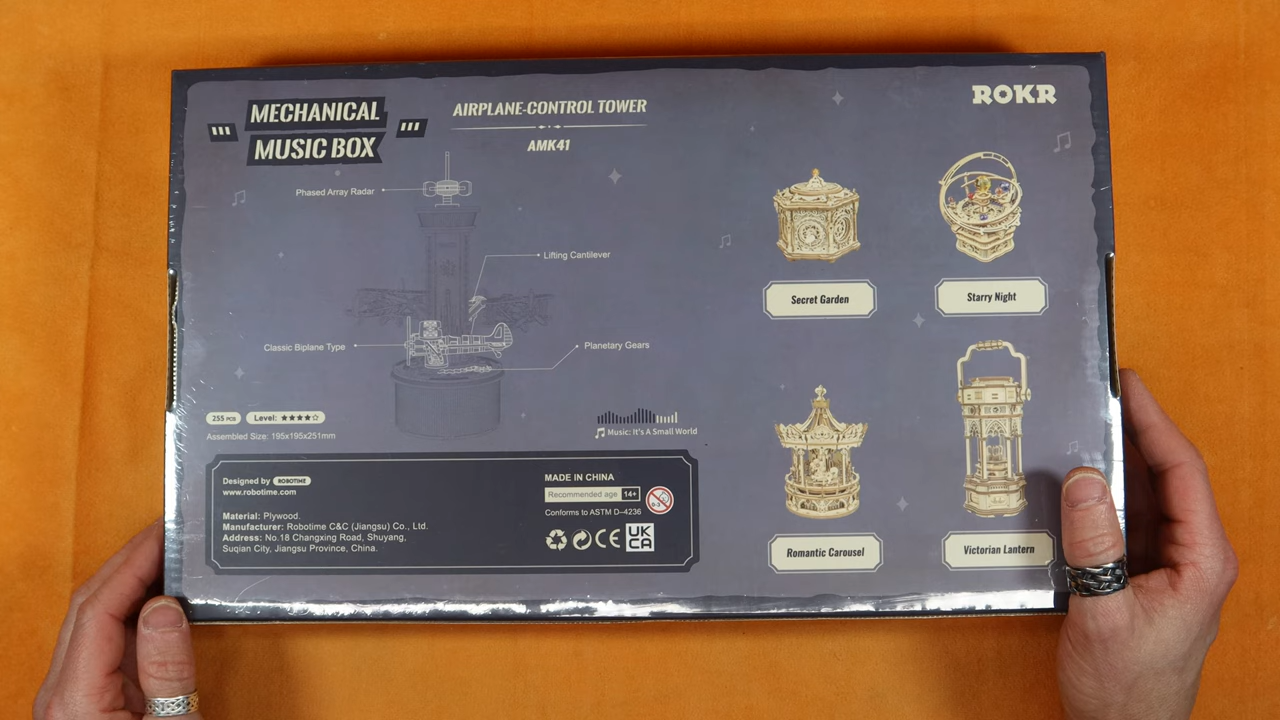 MECHANICAL
MUSIC BOX
AIRPLANE-CONTROL TOWER
AMK41
ROKR
Phased Array Radar
Lifting Cantilever
Classic Biplane Type
Planetary Gears
255 PCS
Level: ★★★★☆
Assembled Size: 195x195x251mm
Music: It's A Small World
Designed by ROBOTIME
www.robotime.com
Material: Plywood.
Manufacturer: Robotime C&C (Jiangsu) Co., Ltd.
Address: No.18 Changxing Road, Shuyang,
Suqian City, Jiangsu Province, China.
MADE IN CHINA
Recommended age 14+
Conforms to ASTM D-4236
0-3
CE
UK
CA
Secret Garden
Starry Night
Romantic Carousel
Victorian Lantern